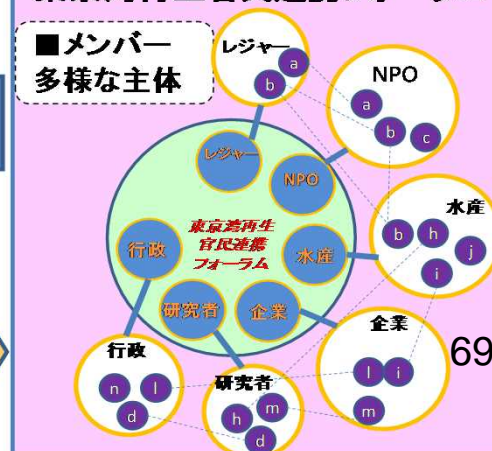 ■メンバー
多様な主体
レジャー
a
b
NPO
a
b
c
レジャー
NPO
水産
b
h
j
i
東京湾再生
官民連携
フォーラム
行政
水産
研究者
企業
企業
l
i
m
69
行政
n
l
d
研究者
h
m
d